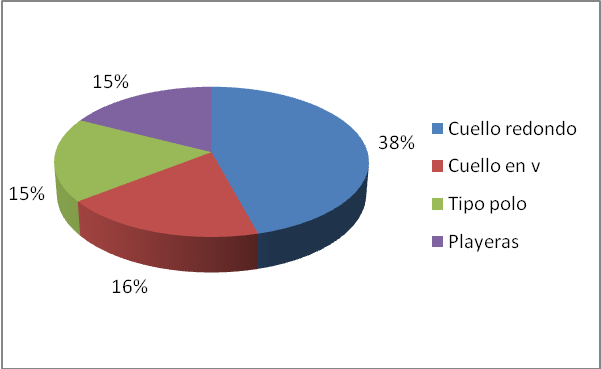 15%
38%
15%
16%
Cuello redondo
Cuello en v
Tipo polo
Playeras